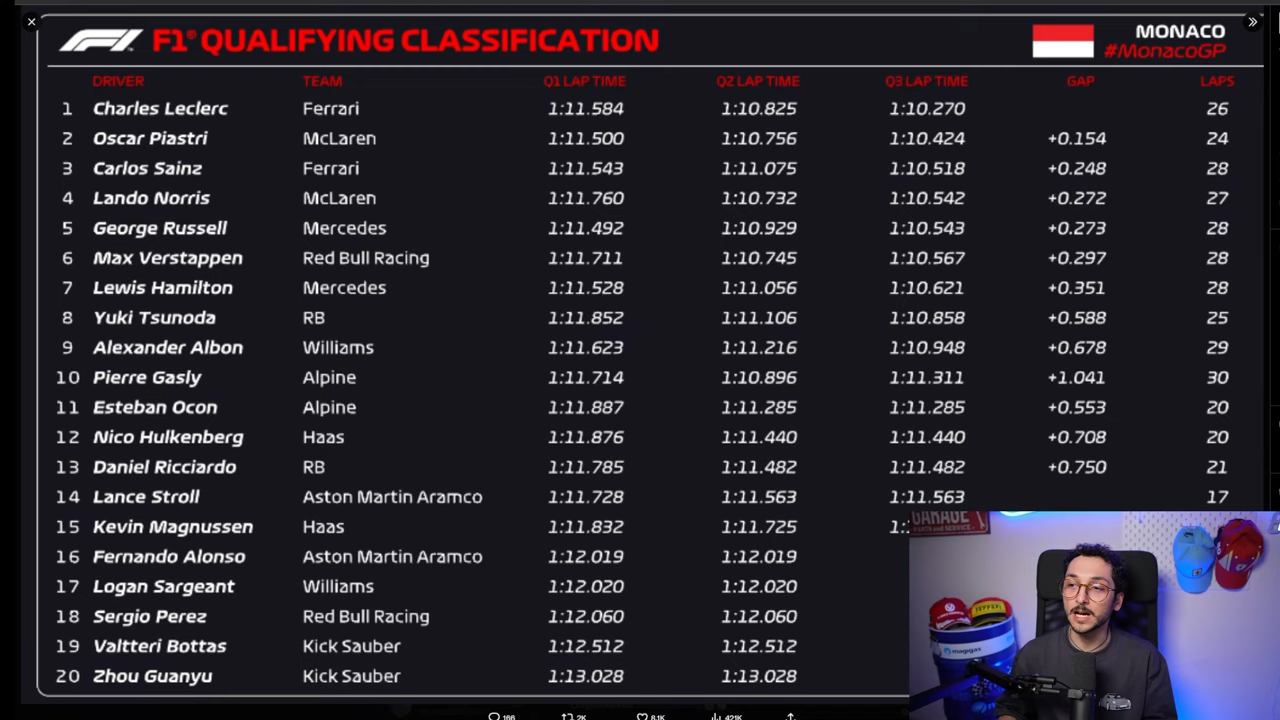 F1® QUALIFYING CLASSIFICATION
MONACO
#MonacoGP
DRIVER TEAM Q1 LAP TIME Q2 LAP TIME Q3 LAP TIME GAP LAPS
1 Charles Leclerc Ferrari 1:11.584 1:10.825 1:10.270 26
2 Oscar Piastri McLaren 1:11.500 1:10.756 1:10.424 +0.154 24
3 Carlos Sainz Ferrari 1:11.543 1:11.075 1:10.518 +0.248 28
4 Lando Norris McLaren 1:11.760 1:10.732 1:10.542 +0.272 27
5 George Russell Mercedes 1:11.492 1:10.929 1:10.543 +0.273 28
6 Max Verstappen Red Bull Racing 1:11.711 1:10.745 1:10.567 +0.297 28
7 Lewis Hamilton Mercedes 1:11.528 1:11.056 1:10.621 +0.351 28
8 Yuki Tsunoda RB 1:11.852 1:11.106 1:10.858 +0.588 25
9 Alexander Albon Williams 1:11.623 1:11.216 1:10.948 +0.678 29
10 Pierre Gasly Alpine 1:11.714 1:10.896 1:11.311 +1.041 30
11 Esteban Ocon Alpine 1:11.887 1:11.285 1:11.285 +0.553 20
12 Nico Hulkenberg Haas 1:11.876 1:11.440 1:11.440 +0.708 20
13 Daniel Ricciardo RB 1:11.785 1:11.482 1:11.482 +0.750 21
14 Lance Stroll Aston Martin Aramco 1:11.728 1:11.563 1:11.563 17
15 Kevin Magnussen Haas 1:11.832 1:11.725
16 Fernando Alonso Aston Martin Aramco 1:12.019 1:12.019
17 Logan Sargeant Williams 1:12.020 1:12.020
18 Sergio Perez Red Bull Racing 1:12.060 1:12.060
19 Valtteri Bottas Kick Sauber 1:12.512 1:12.512
20 Zhou Guanyu Kick Sauber 1:13.028 1:13.028
GARAGE
magigas
166 2K 8.1K 421K